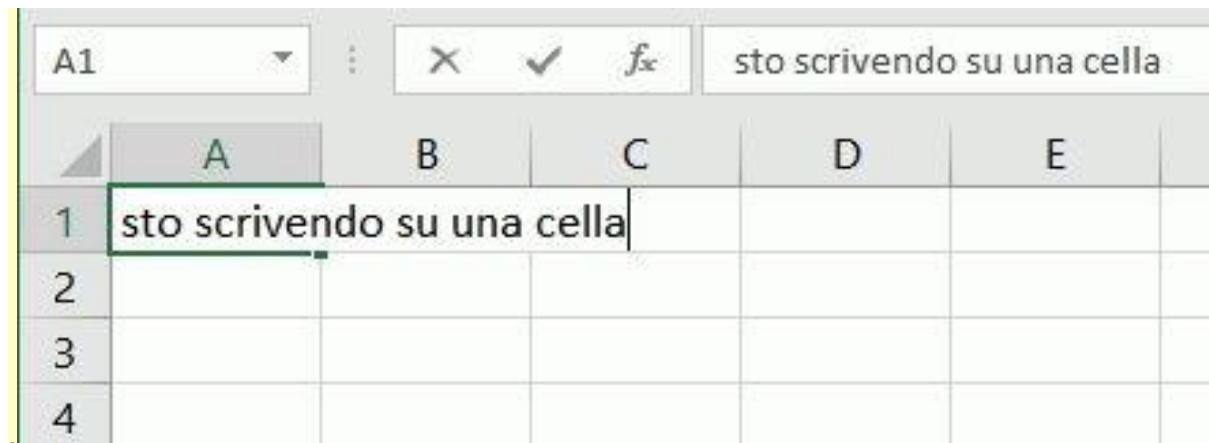 A1 fx sto scrivendo su una cella
A B C D E
1 sto scrivendo su una cella
2
3
4